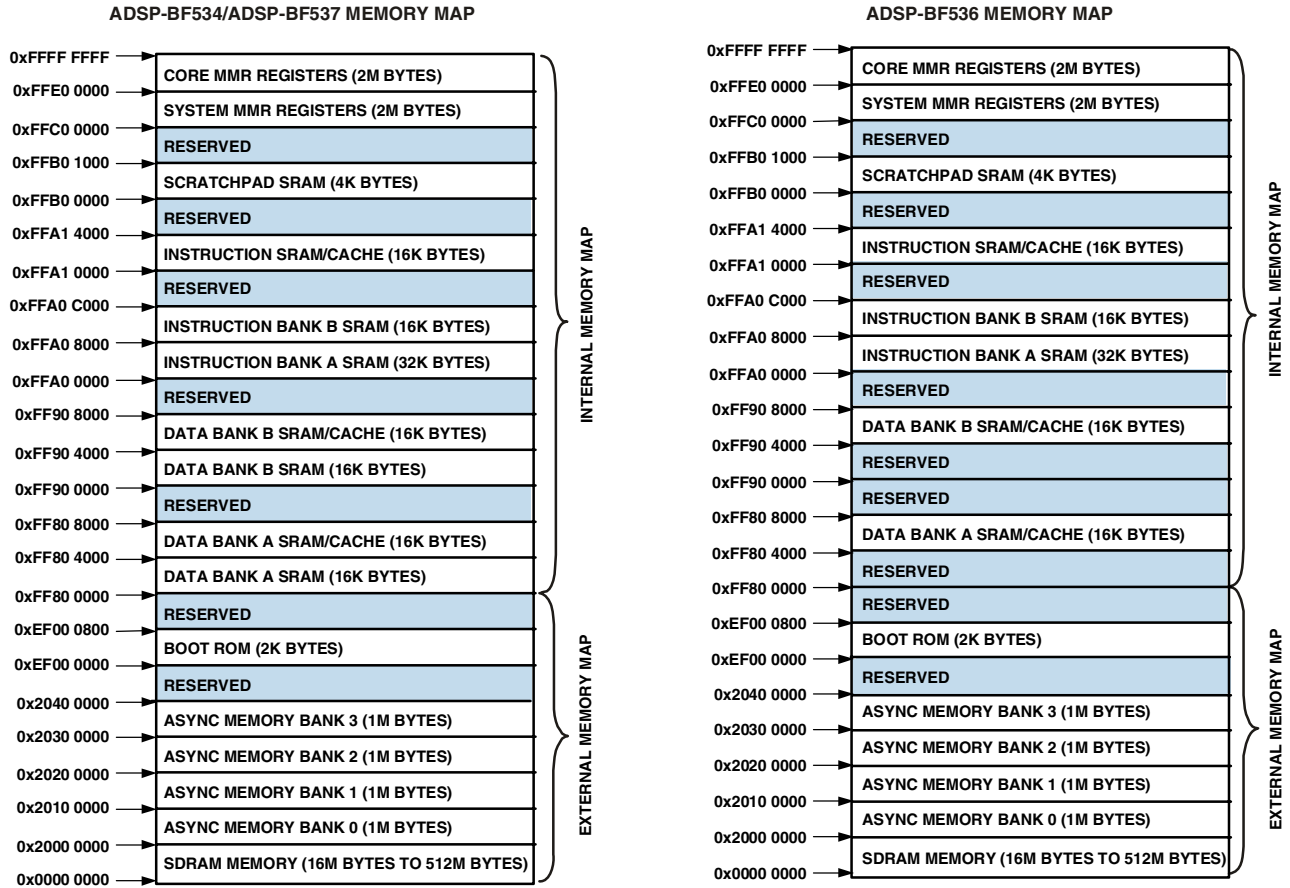 ADSP-BF534/ADSP-BF537 MEMORY MAP
0xFFFF FFFF
CORE MMR REGISTERS (2M BYTES)
0xFFE0 0000
SYSTEM MMR REGISTERS (2M BYTES)
0xFFC0 0000
RESERVED
0xFFB0 1000
SCRATCHPAD SRAM (4K BYTES)
0xFFB0 0000
RESERVED
0xFFA1 4000
INSTRUCTION SRAM/CACHE (16K BYTES)
0xFFA1 0000
RESERVED
0xFFA0 C000
INSTRUCTION BANK B SRAM (16K BYTES)
0xFFA0 8000
INSTRUCTION BANK A SRAM (32K BYTES)
0xFFA0 0000
RESERVED
0xFF90 8000
DATA BANK B SRAM/CACHE (16K BYTES)
0xFF90 4000
DATA BANK B SRAM (16K BYTES)
0xFF90 0000
RESERVED
0xFF80 8000
DATA BANK A SRAM/CACHE (16K BYTES)
0xFF80 4000
DATA BANK A SRAM (16K BYTES)
0xFF80 0000
RESERVED
0xEF00 0800
BOOT ROM (2K BYTES)
0xEF00 0000
RESERVED
0x2040 0000
ASYNC MEMORY BANK 3 (1M BYTES)
0x2030 0000
ASYNC MEMORY BANK 2 (1M BYTES)
0x2020 0000
ASYNC MEMORY BANK 1 (1M BYTES)
0x2010 0000
ASYNC MEMORY BANK 0 (1M BYTES)
0x2000 0000
SDRAM MEMORY (16M BYTES TO 512M BYTES)
0x0000 0000
INTERNAL MEMORY MAP
EXTERNAL MEMORY MAP
ADSP-BF536 MEMORY MAP
0xFFFF FFFF
CORE MMR REGISTERS (2M BYTES)
0xFFE0 0000
SYSTEM MMR REGISTERS (2M BYTES)
0xFFC0 0000
RESERVED
0xFFB0 1000
SCRATCHPAD SRAM (4K BYTES)
0xFFB0 0000
RESERVED
0xFFA1 4000
INSTRUCTION SRAM/CACHE (16K BYTES)
0xFFA1 0000
RESERVED
0xFFA0 C000
INSTRUCTION BANK B SRAM (16K BYTES)
0xFFA0 8000
INSTRUCTION BANK A SRAM (32K BYTES)
0xFFA0 0000
RESERVED
0xFF90 8000
DATA BANK B SRAM/CACHE (16K BYTES)
0xFF90 4000
RESERVED
0xFF90 0000
RESERVED
0xFF80 8000
DATA BANK A SRAM/CACHE (16K BYTES)
0xFF80 4000
RESERVED
0xFF80 0000
RESERVED
0xEF00 0800
BOOT ROM (2K BYTES)
0xEF00 0000
RESERVED
0x2040 0000
ASYNC MEMORY BANK 3 (1M BYTES)
0x2030 0000
ASYNC MEMORY BANK 2 (1M BYTES)
0x2020 0000
ASYNC MEMORY BANK 1 (1M BYTES)
0x2010 0000
ASYNC MEMORY BANK 0 (1M BYTES)
0x2000 0000
SDRAM MEMORY (16M BYTES TO 512M BYTES)
0x0000 0000
INTERNAL MEMORY MAP
EXTERNAL MEMORY MAP